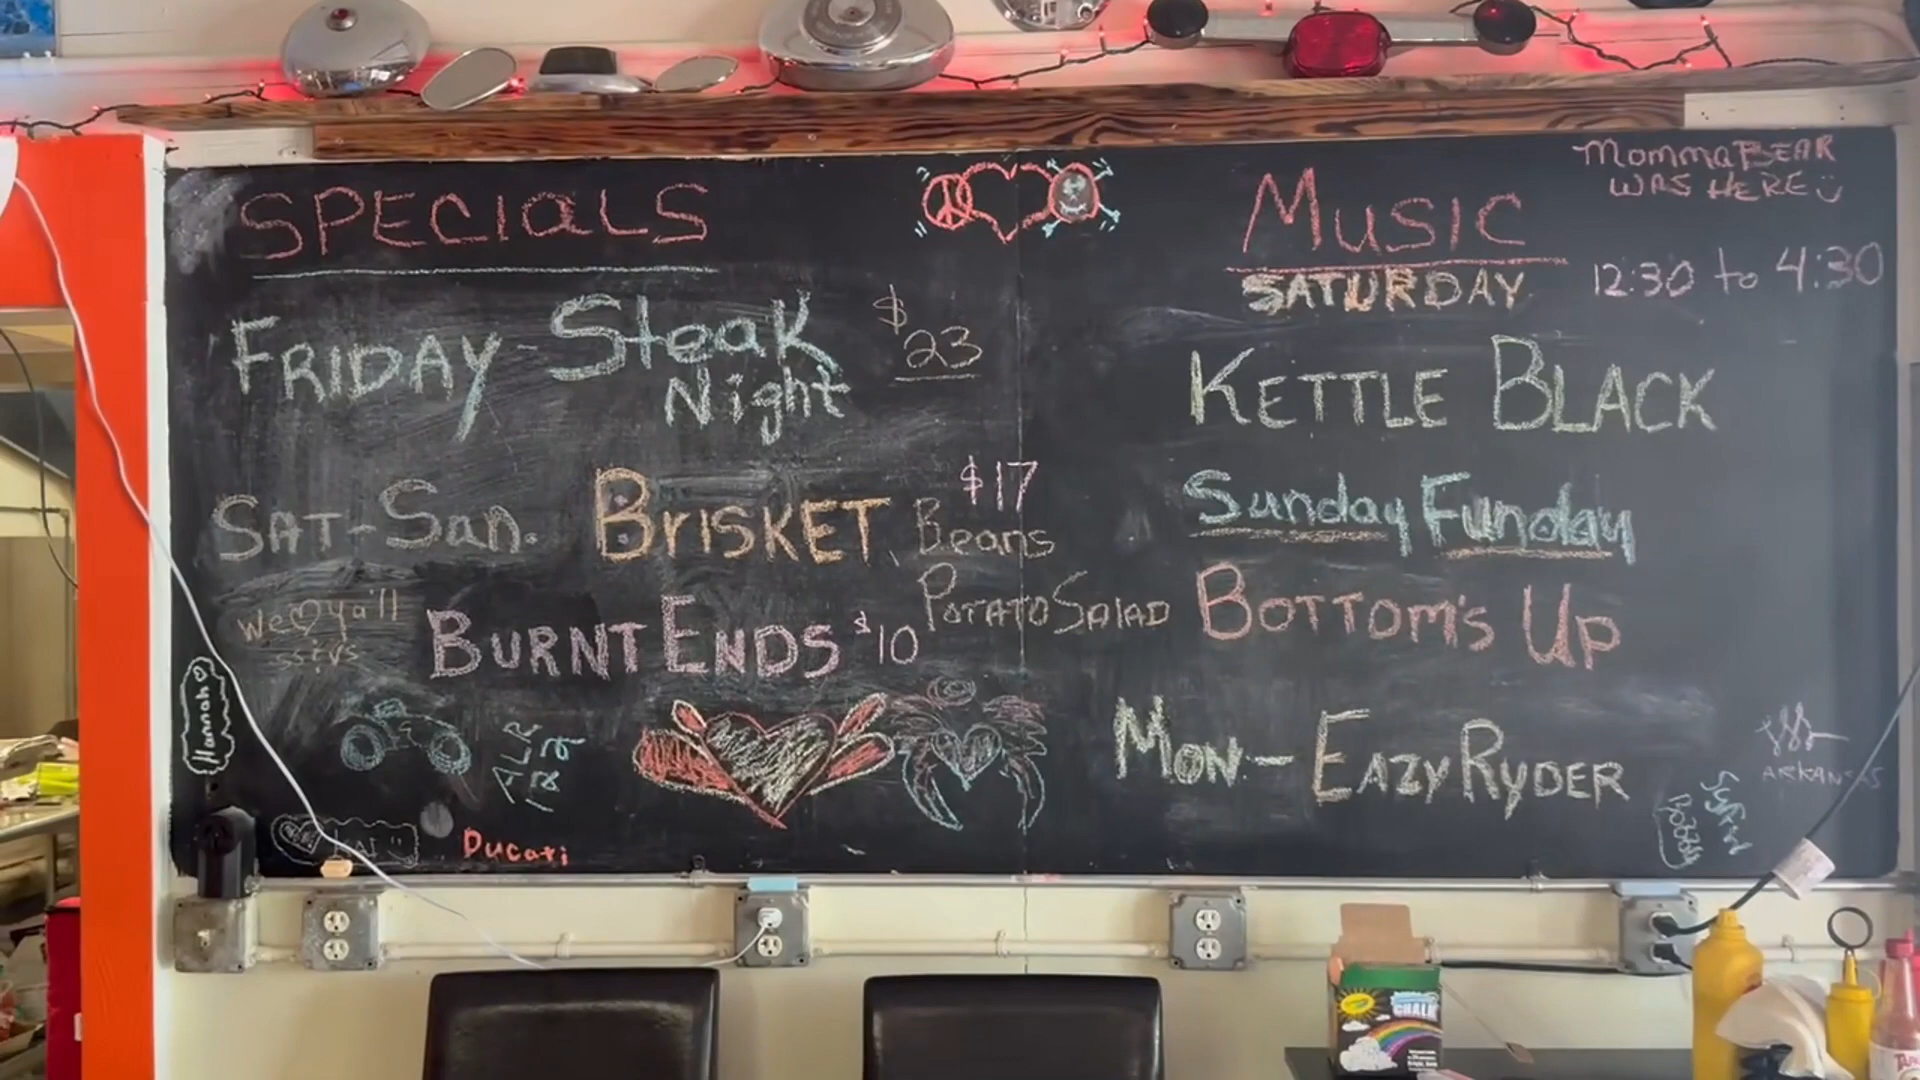 SPECIALS
FRIDAY - Steak Night $23
SAT-Sun. BRISKET $17
Beans
Potato Salad
We ya'll
BURNT ENDS $10
Hannah
Ducati
MommaBEAR
WAS HERE
MUSIC
SATURDAY 12:30 to 4:30
KETTLE BLACK
Sunday Funday
BOTTOM'S UP
MON - EAZY RYDER
ARKANSAS
Bobby
Crayola
CHALK